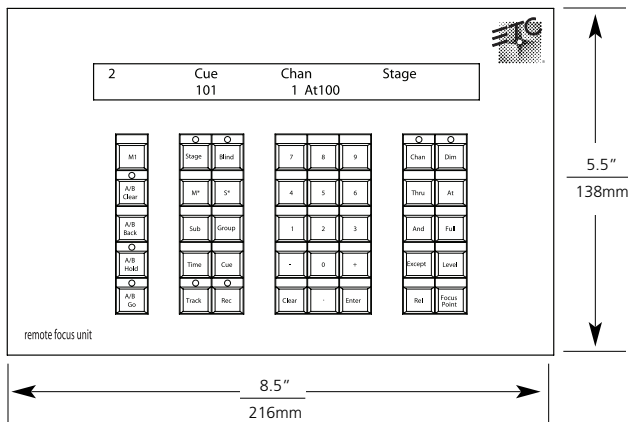 ETC
2 Cue Chan Stage
101 1 At100
M1 Stage Blind 7 8 9 Chan Dim
A/B Clear M* S* 4 5 6 Thru At
A/B Back Sub Group 1 2 3 And Full
A/B Hold Time Cue - 0 + Except Level
A/B Go Track Rec Clear . Enter Rel Focus Point
remote focus unit
5.5”
138mm
8.5”
216mm